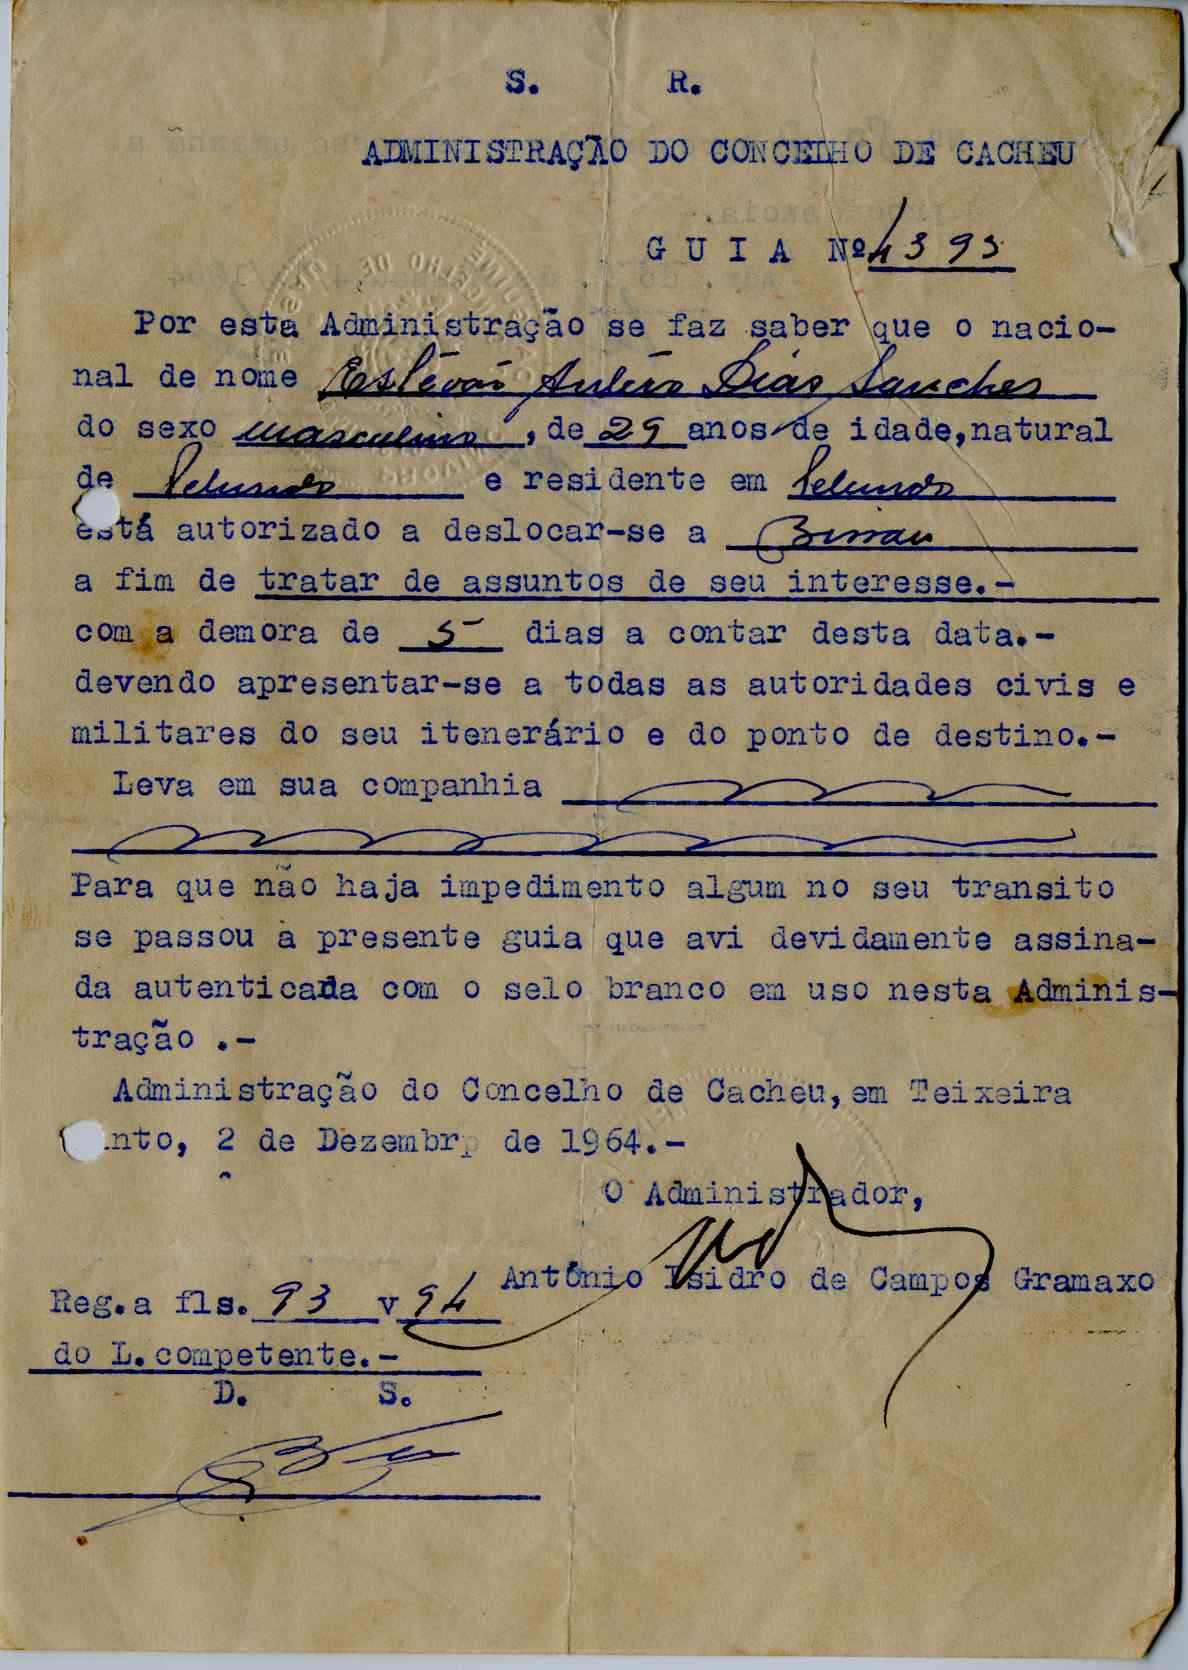 S. R.
ADMINISTRAÇÃO DO CONCELHO DE CACHEU
GUIA Nº 4393
Por esta Administração se faz saber que o nacio-
nal de nome Estêvão Antero Dias Sanches
do sexo masculino, de 29 anos de idade, natural
de Pelundo e residente em Pelundo
está autorizado a deslocar-se a Bissau
a fim de tratar de assuntos de seu interesse.-
com a demora de 5 dias a contar desta data.-
devendo apresentar-se a todas as autoridades civis e
militares do seu itenerário e do ponto de destino.-
Leva em sua companhia
Para que não haja impedimento algum no seu transito
se passou a presente guia que avi devidamente assina-
da autenticada com o selo branco em uso nesta Adminis-
tração .-
Administração do Concelho de Cacheu, em Teixeira
into, 2 de Dezembro de 1964.-
O Administrador,
António Isidro de Campos Gramaxo
Reg. a fls. 93 v 94
do L. competente.-
D. S.